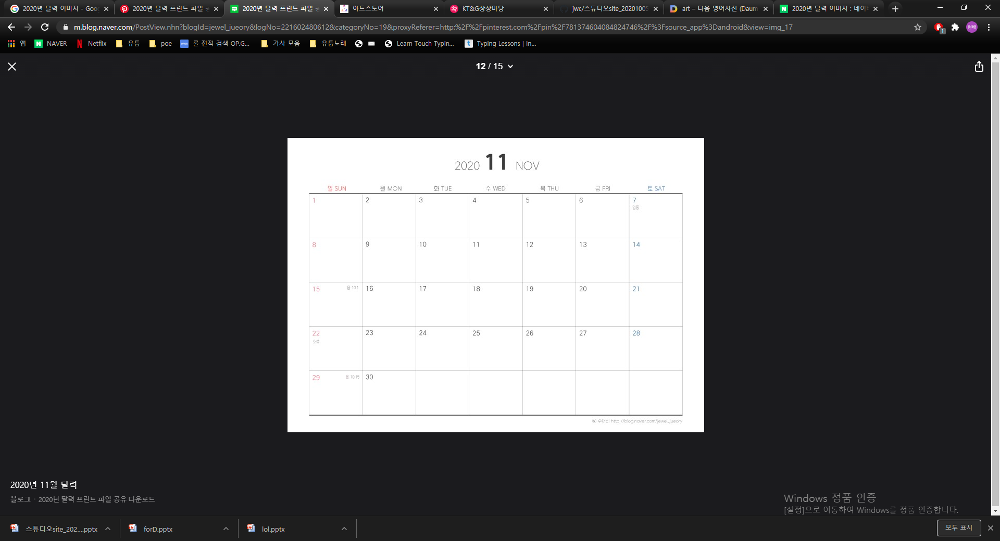 2020년 달력 이미지 - Goo
2020년 달력 프린트 파일 공
2020년 달력 프린트 파일 공
아트스토어
KT&G상상마당
jwc/스튜디오site_20201005
art – 다음 영어사전 (Daum
2020년 달력 이미지 : 네이버
m.blog.naver.com/PostView.nhn?blogId=jewel_jueory&logNo=221602480612&categoryNo=19&proxyReferer=http:%2F%2Fpinterest.com%2Fpin%2F781374604084824746%2F%3Fsource_app%3Dandroid&view=img_17
1
현배
앱
NAVER
Netflix
유툽
poe
롤 전적 검색 OP.G...
가사 모음
유툽노래
Learn Touch Typin...
Typing Lessons | In...
12 / 15
2020 11 NOV
일 SUN 월 MON 화 TUE 수 WED 목 THU 금 FRI 토 SAT
1 2 3 4 5 6 7
입동
8 9 10 11 12 13 14
15 음 10.1 16 17 18 19 20 21
22 23 24 25 26 27 28
소설
29 음 10.15 30
ⓒ 주어리 http://blog.naver.com/jewel_jueory
2020년 11월 달력
블로그 · 2020년 달력 프린트 파일 공유 다운로드
Windows 정품 인증
[설정]으로 이동하여 Windows를 정품 인증합니다.
스튜디오site_202....pptx
forD.pptx
lol.pptx
모두 표시